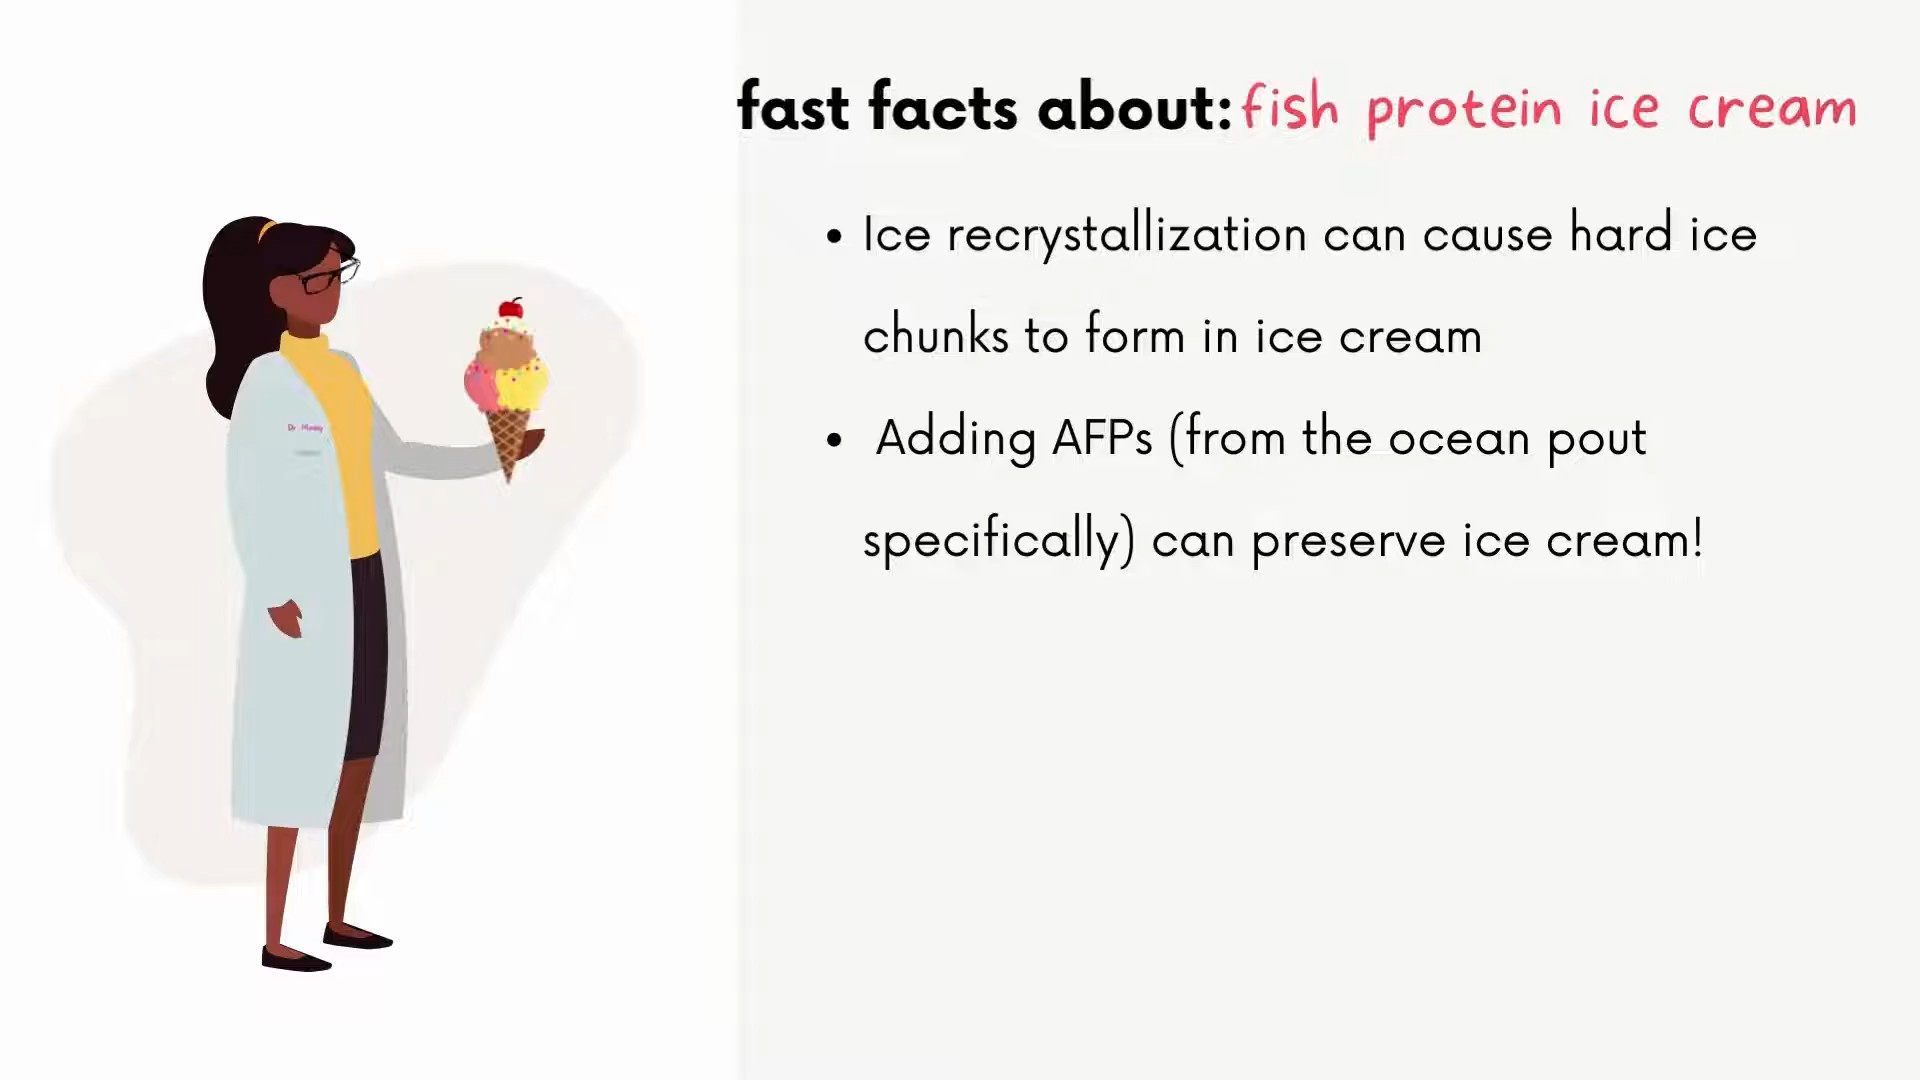 fast facts about: fish protein ice cream
• Ice recrystallization can cause hard ice
chunks to form in ice cream
• Adding AFPs (from the ocean pout
specifically) can preserve ice cream!
Dr.